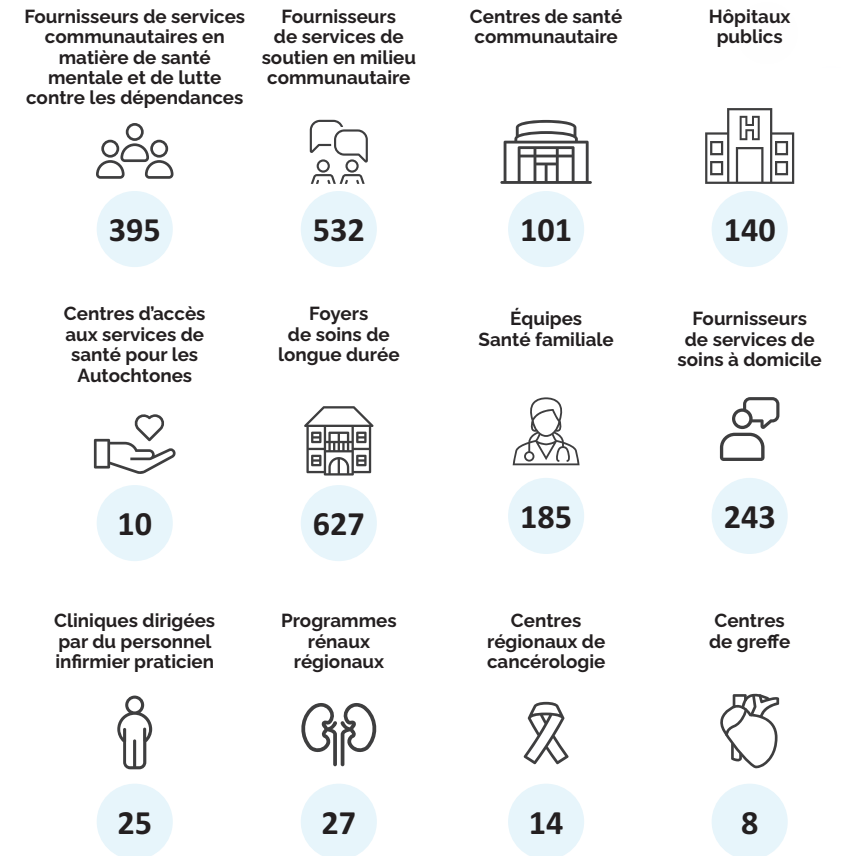 Fournisseurs de services
communautaires en
matière de santé
mentale et de lutte
contre les dépendances
395
Fournisseurs
de services de
soutien en milieu
communautaire
532
Centres de santé
communautaire
101
Hôpitaux
publics
H
140
Centres d’accès
aux services de
santé pour les
Autochtones
10
Foyers
de soins de
longue durée
627
Équipes
Santé familiale
185
Fournisseurs
de services de
soins à domicile
243
Cliniques dirigées
par du personnel
infirmier praticien
25
Programmes
rénaux
régionaux
27
Centres
régionaux de
cancérologie
14
Centres
de greffe
8